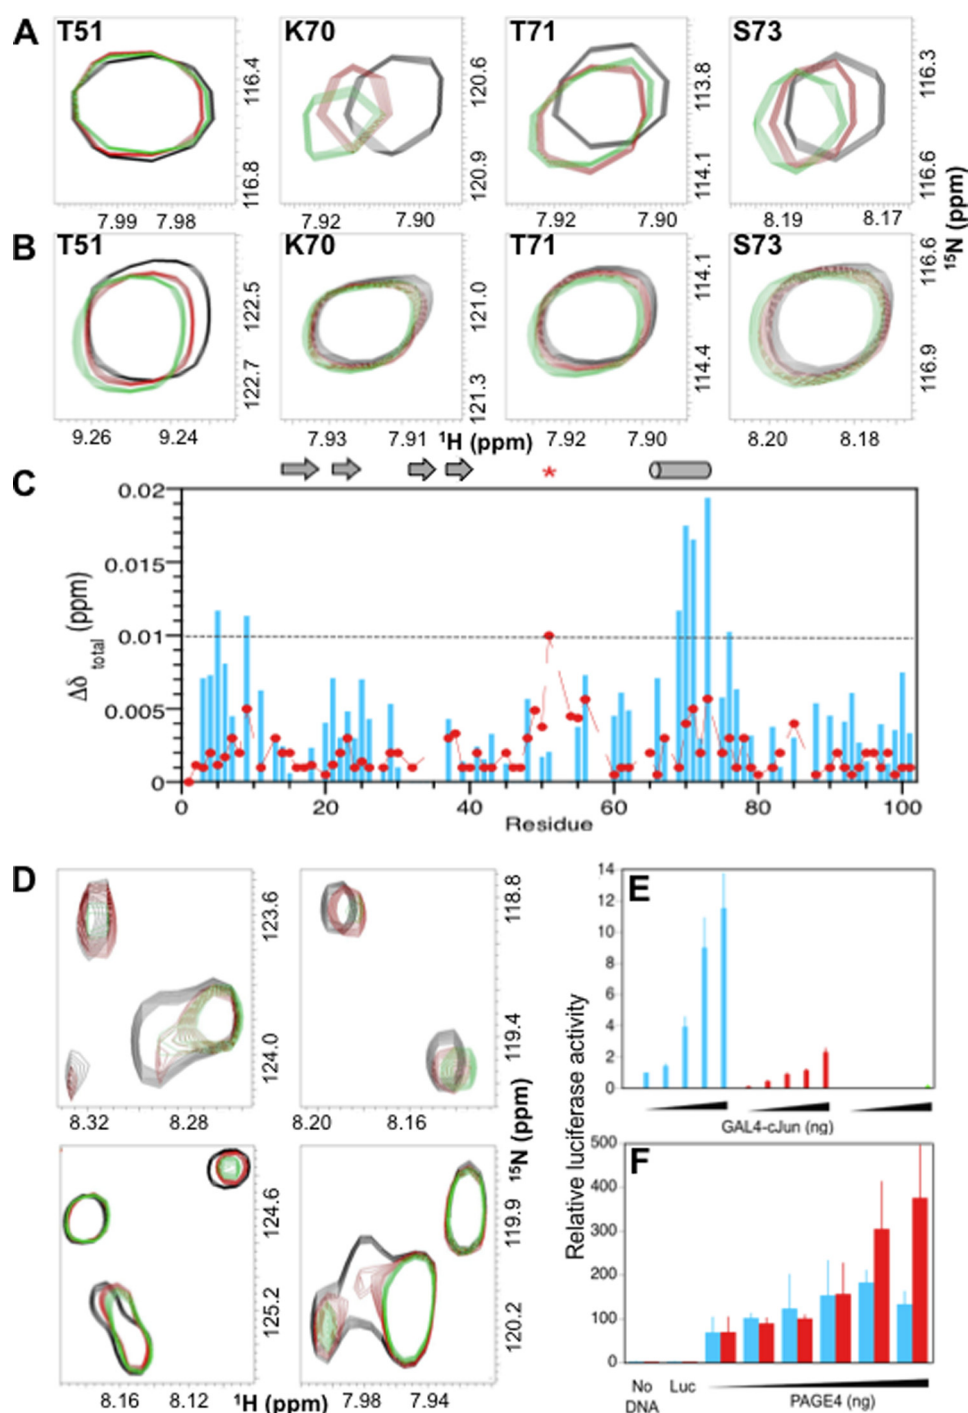 A
T51
K70
T71
S73
116.4
116.8
120.6
120.9
113.8
114.1
116.3
116.6
7.99 7.98
7.92 7.90
7.92 7.90
8.19 8.17
¹⁵N (ppm)
B
T51
K70
T71
S73
122.5
122.7
121.0
121.3
114.1
114.4
116.6
116.9
9.26 9.24
7.93 7.91
7.92 7.90
8.20 8.18
¹H (ppm)
*
C
0.02
0.015
0.01
0.005
0
Δδ total (ppm)
0 20 40 60 80 100
Residue
D
123.6
124.0
118.8
119.4
8.32 8.28
8.20 8.16
¹⁵N (ppm)
124.6
125.2
119.9
120.2
8.16 8.12
¹H (ppm)
7.98 7.94
E
14
12
10
8
6
4
2
0
GAL4-cJun (ng)
Relative luciferase activity
F
500
400
300
200
100
0
No DNA
Luc
PAGE4 (ng)